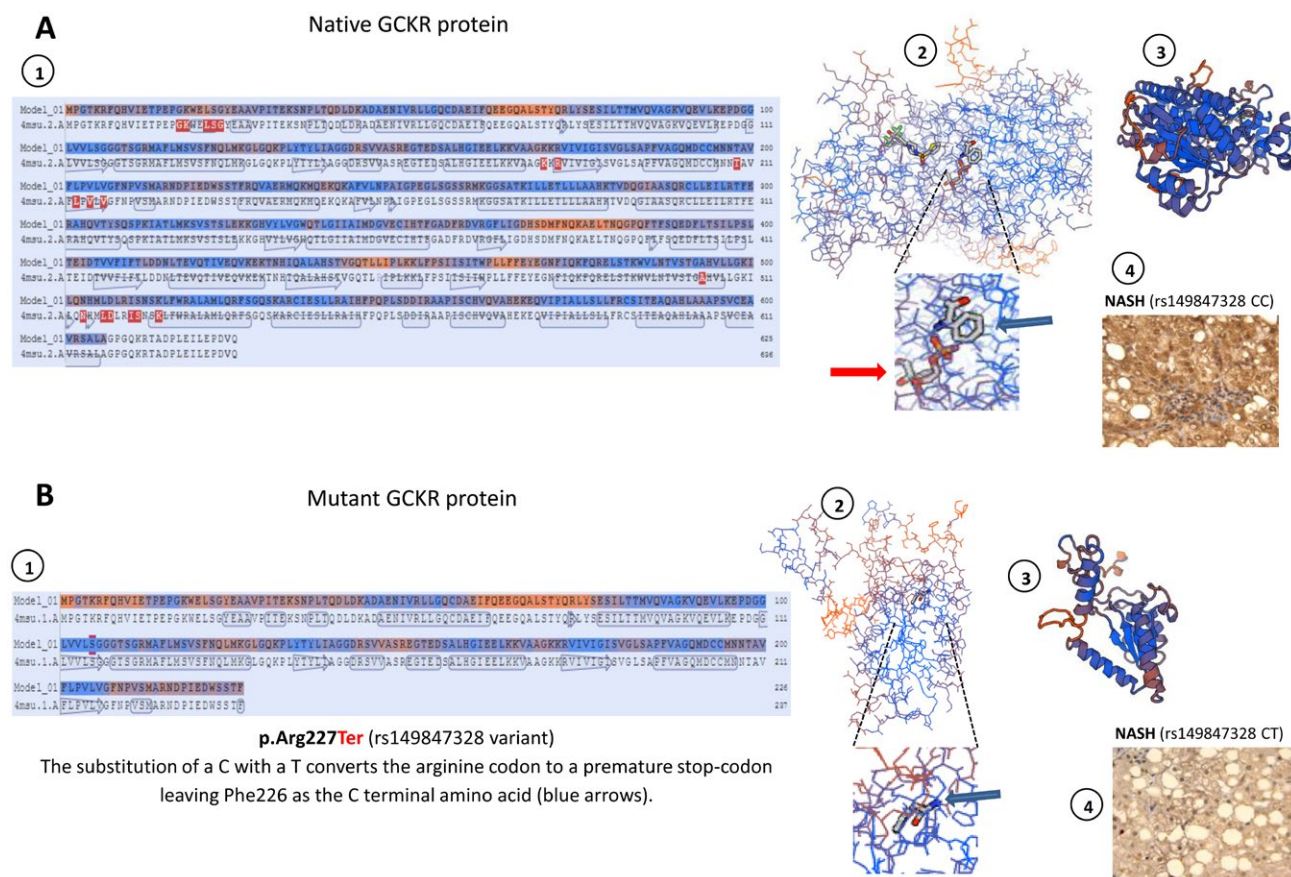 A
Native GCKR protein
1
Model_01 MPGTKRFQHVIETPEPGKWELSGYEAAVPITEKSNPLTQDLDKADAENIVRLLGQCDAEIFQEEGQALSTYQRLYSESILTTMVQVAGKVQEVLKEPDGG 100
4msu.2.A MPGTKRFQHVIETPEPGKWELSGYEAAVPITEKSNPLTQDLDKADAENIVRLLGQCDAEIFQEEGQALSTYQRLYSESILTTMVQVAGKVQEVLKEPDGG 111
Model_01 LVVLSGGGTSGRMAFLMSVSFNQLMKGLGQKPLYTYLIAGGDRSVVASREGTEDSALHGIEELKKVAAGKKRVIVIGISVGLSAPFVAGQMDCCMNNTAV 200
4msu.2.A LVVLSGGGTSGRMAFLMSVSFNQLMKGLGQKPLYTYLIAGGDRSVVASREGTEDSALHGIEELKKVAAGKKRVIVIGISVGLSAPFVAGQMDCCMNNTAV 211
Model_01 FLPVLVGFNPVSMARNDPIEDWSSTFRQVAERMQKMQEKQKAFVLNPAIGPEGLSGSSRMKGGSATKILLETLLLAAHKTVDQGIAASQRCLLEILRTFE 300
4msu.2.A FLPVLVGFNPVSMARNDPIEDWSSTFRQVAERMQKMQEKQKAFVLNPAIGPEGLSGSSRMKGGSATKILLETLLLAAHKTVDQGIAASQRCLLEILRTFE 311
Model_01 RAHQVTYSQSPKIATLMKSVSTSLEKKGHVYLVGWQTLGIIAIMDGVECIHTFGADFRDVRGFLIGDHSDMFNQKAELTNQGPQFTFSQEDFLTSILPSL 400
4msu.2.A RAHQVTYSQSPKIATLMKSVSTSLEKKGHVYLVGWQTLGIIAIMDGVECIHTFGADFRDVRGFLIGDHSDMFNQKAELTNQGPQFTFSQEDFLTSILPSL 411
Model_01 TEIDTVVFIFTLDDNLTEVQTIVEQVKEKTNHIQALAHSTVGQTLLIPLKKLFPSIISITWPLLFFEYEGNFIQKFQRELSTKWVLNTVSTGAHVLLGKI 500
4msu.2.A TEIDTVVFIFTLDDNLTEVQTIVEQVKEKTNHIQALAHSTVGQTLLIPLKKLFPSIISITWPLLFFEYEGNFIQKFQRELSTKWVLNTVSTGAHVLLGKI 511
Model_01 LQNHMLDLRISNSKLFWRALAMLQRFSGQSKARCIESLLRAIHFPQPLSDDIRAAPISCHVQVAHEKEQVIPIALLSLLFRCSITEAQAHLAAAPSVCEA 600
4msu.2.A LQNHMLDLRISNSKLFWRALAMLQRFSGQSKARCIESLLRAIHFPQPLSDDIRAAPISCHVQVAHEKEQVIPIALLSLLFRCSITEAQAHLAAAPSVCEA 611
Model_01 VRSALAGPGQKRTADPLEILEPDVQ 625
4msu.2.A VRSALAGPGQKRTADPLEILEPDVQ 636
2
3
4
NASH (rs149847328 CC)
B
Mutant GCKR protein
1
Model_01 MPGTKRFQHVIETPEPGKWELSGYEAAVPITEKSNPLTQDLDKADAENIVRLLGQCDAEIFQEEGQALSTYQRLYSESILTTMVQVAGKVQEVLKEPDGG 100
4msu.1.A MPGTKRFQHVIETPEPGKWELSGYEAAVPITEKSNPLTQDLDKADAENIVRLLGQCDAEIFQEEGQALSTYQRLYSESILTTMVQVAGKVQEVLKEPDGG 111
Model_01 LVVLSGGGTSGRMAFLMSVSFNQLMKGLGQKPLYTYLIAGGDRSVVASREGTEDSALHGIEELKKVAAGKKRVIVIGISVGLSAPFVAGQMDCCMNNTAV 200
4msu.1.A LVVLSGGGTSGRMAFLMSVSFNQLMKGLGQKPLYTYLIAGGDRSVVASREGTEDSALHGIEELKKVAAGKKRVIVIGISVGLSAPFVAGQMDCCMNNTAV 211
Model_01 FLPVLVGFNPVSMARNDPIEDWSSTF 226
4msu.1.A FLPVLVGFNPVSMARNDPIEDWSSTF 237
p.Arg227Ter (rs149847328 variant)
The substitution of a C with a T converts the arginine codon to a premature stop-codon
leaving Phe226 as the C terminal amino acid (blue arrows).
2
3
NASH (rs149847328 CT)
4